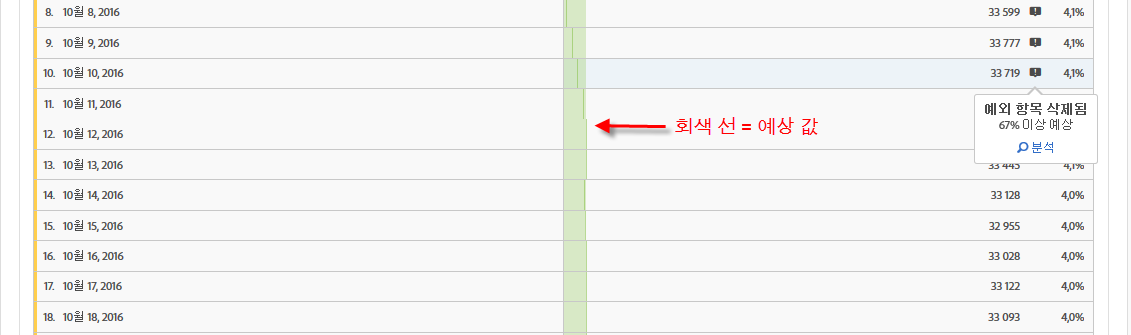 8. 10월 8, 2016 33 599 4,1%
9. 10월 9, 2016 33 777 4,1%
10. 10월 10, 2016 33 719 4,1%
11. 10월 11, 2016
예외 항목 삭제됨
12. 10월 12, 2016 회색 선 = 예상 값 67% 이상 예상
분석
13. 10월 13, 2016 33 445 4,1%
14. 10월 14, 2016 33 128 4,0%
15. 10월 15, 2016 32 955 4,0%
16. 10월 16, 2016 33 028 4,0%
17. 10월 17, 2016 33 122 4,0%
18. 10월 18, 2016 33 093 4,0%